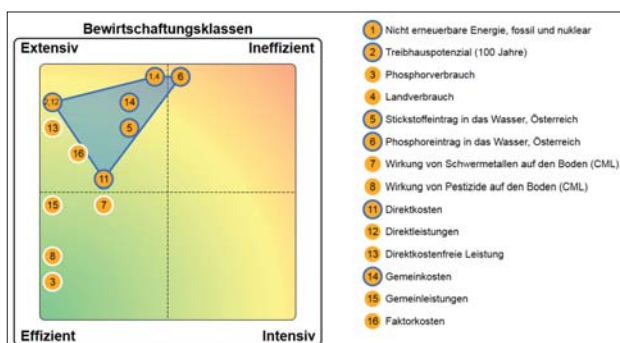 Bewirtschaftungsklassen
Extensiv Ineffizient
1,4 6
2,12 14
13 5
16
11
15 7
8
3
Effizient Intensiv
1 Nicht erneuerbare Energie, fossil und nuklear
2 Treibhauspotenzial (100 Jahre)
3 Phosphorverbrauch
4 Landverbrauch
5 Stickstoffeintrag in das Wasser, Österreich
6 Phosphoreintrag in das Wasser, Österreich
7 Wirkung von Schwermetallen auf den Boden (CML)
8 Wirkung von Pestizide auf den Boden (CML)
11 Direktkosten
12 Direktleistungen
13 Direktkostenfreie Leistung
14 Gemeinkosten
15 Gemeinleistungen
16 Faktorkosten